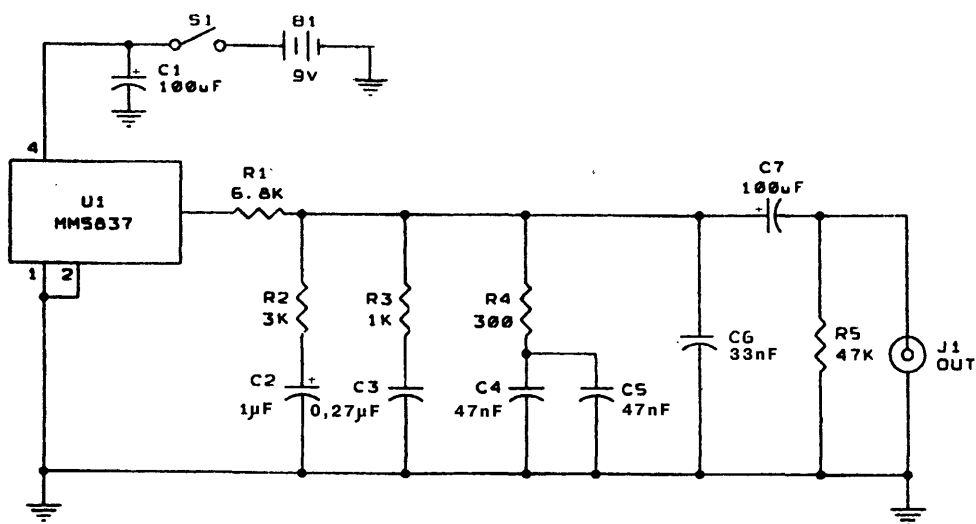 S1
B1
9v
+
C1
100uF
4
U1
MM5837
1 2
R1
6.8K
C7
100uF
+
R2
3K
R3
1K
R4
300
C6
33nF
R5
47K
J1
OUT
C2
1µF
+
C3
0,27µF
C4
47nF
C5
47nF